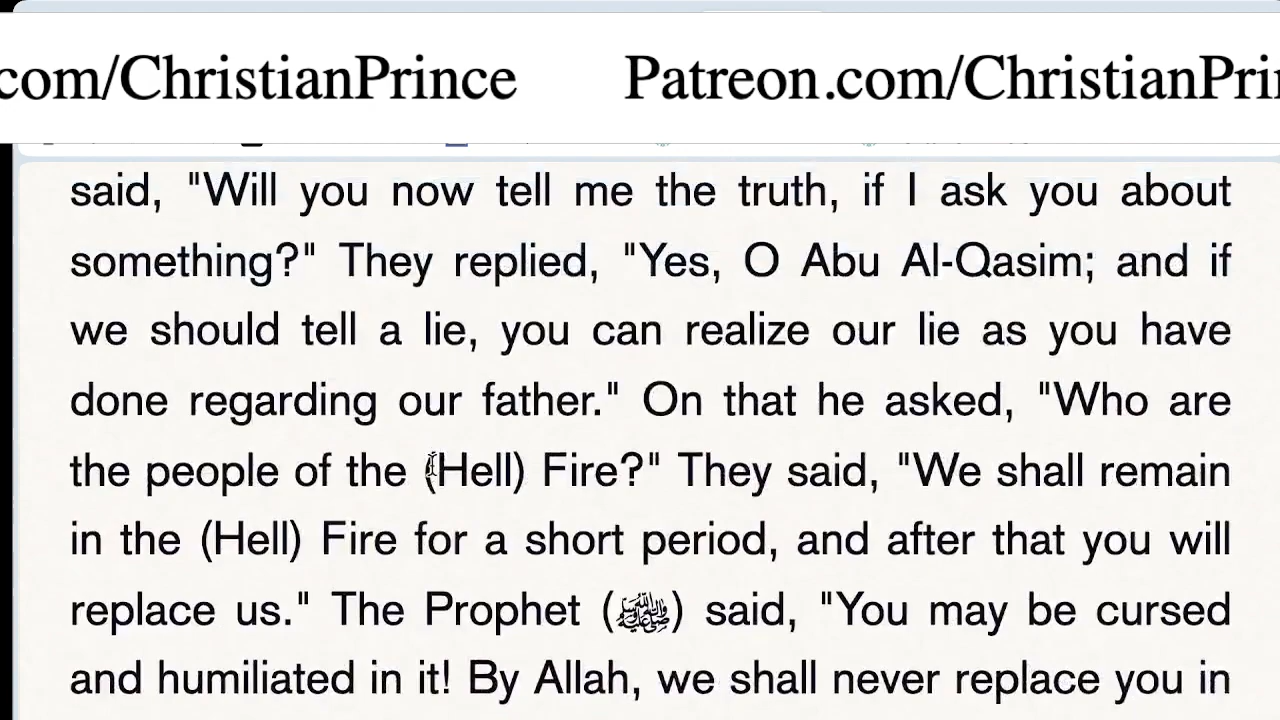 com/ChristianPrince Patreon.com/ChristianPri
said, "Will you now tell me the truth, if I ask you about
something?" They replied, "Yes, O Abu Al-Qasim; and if
we should tell a lie, you can realize our lie as you have
done regarding our father." On that he asked, "Who are
the people of the (Hell) Fire?" They said, "We shall remain
in the (Hell) Fire for a short period, and after that you will
replace us." The Prophet (ﷺ) said, "You may be cursed
and humiliated in it! By Allah, we shall never replace you in